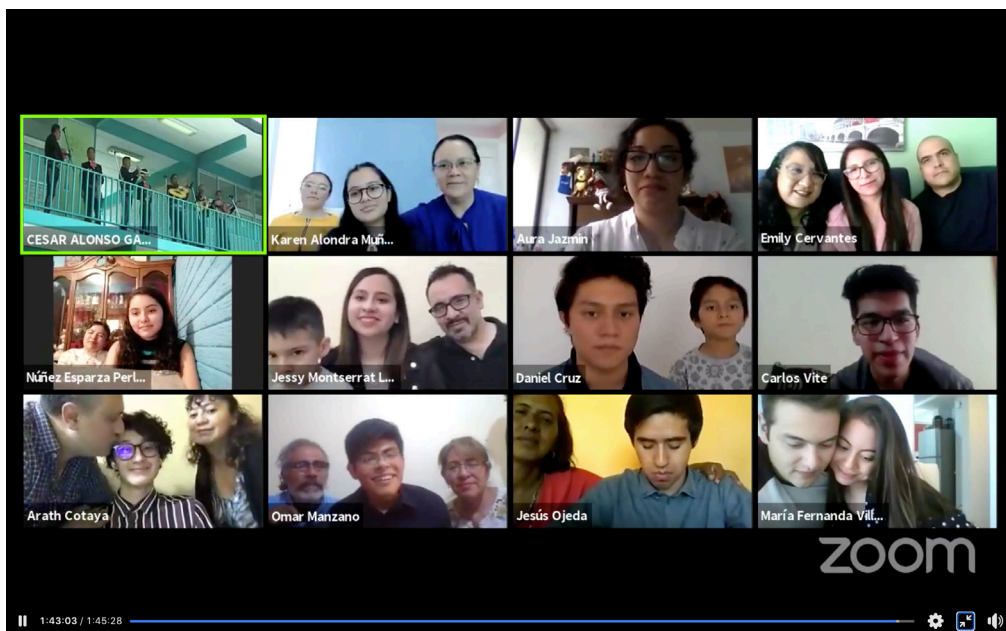 CESAR ALONSO GA...
Karen Alondra Muñ...
Aura Jazmin
Emily Cervantes
Núñez Esparza Perl...
Jessy Montserrat L...
Daniel Cruz
Carlos Vite
Arath Cotaya
Omar Manzano
Jesús Ojeda
María Fernanda Vill...
zoom
1:43:03 / 1:45:28